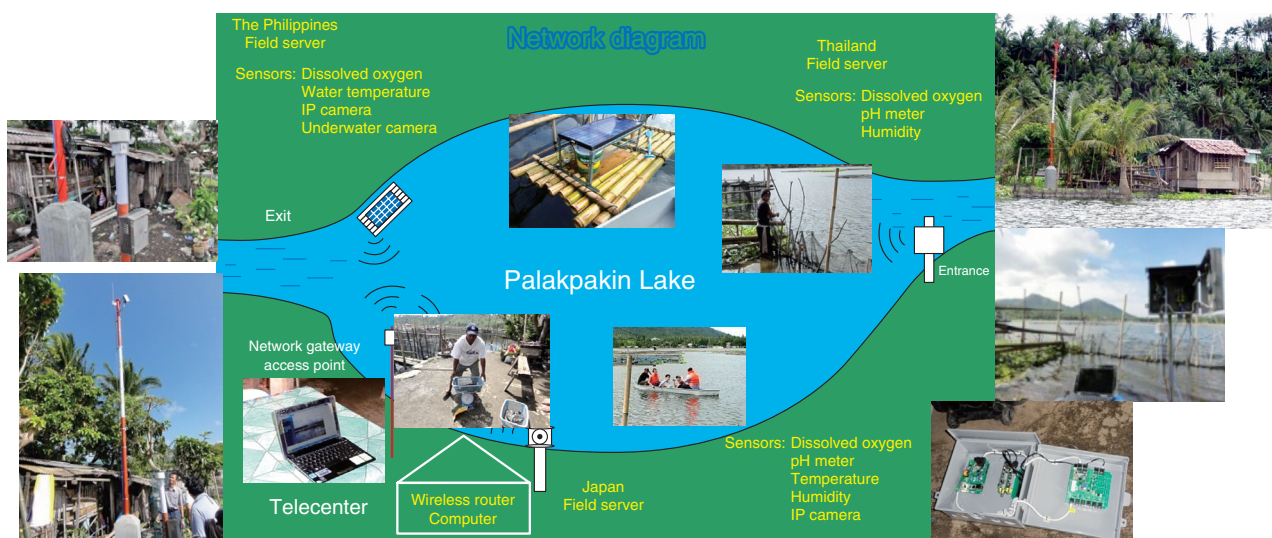 Network diagram
The Philippines
Field server
Sensors: Dissolved oxygen
Water temperature
IP camera
Underwater camera
Thailand
Field server
Sensors: Dissolved oxygen
pH meter
Humidity
Exit
Entrance
Palakpakin Lake
Network gateway
access point
Telecenter
Wireless router
Computer
Japan
Field server
Sensors: Dissolved oxygen
pH meter
Temperature
Humidity
IP camera